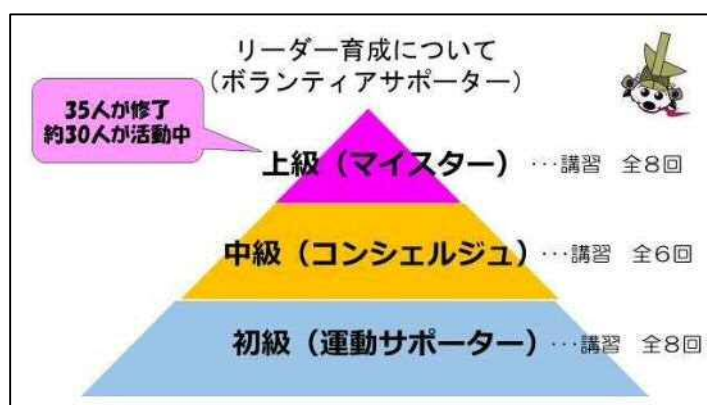 リーダー育成について
（ボランティアサポーター）
35人が修了
約30人が活動中
上級（マイスター） ･･･講習　全８回
中級（コンシェルジュ） ･･･講習　全６回
初級（運動サポーター） ･･･講習　全８回